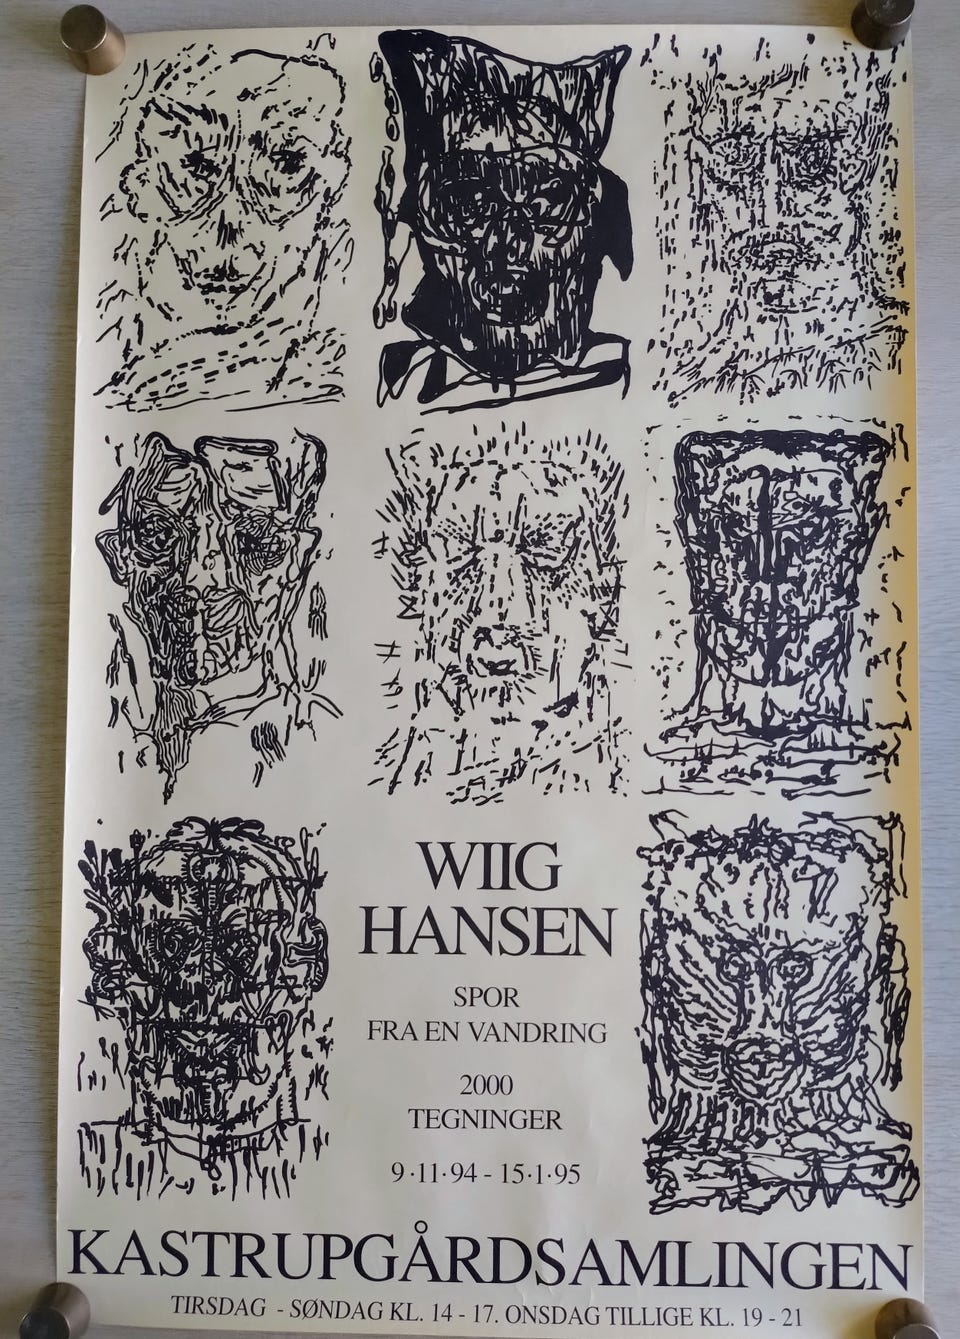 WIIG
HANSEN
SPOR
FRA EN VANDRING
2000
TEGNINGER
9·11·94 - 15·1·95
KASTRUPGÅRDSAMLINGEN
TIRSDAG - SØNDAG KL. 14 - 17. ONSDAG TILLIGE KL. 19 - 21